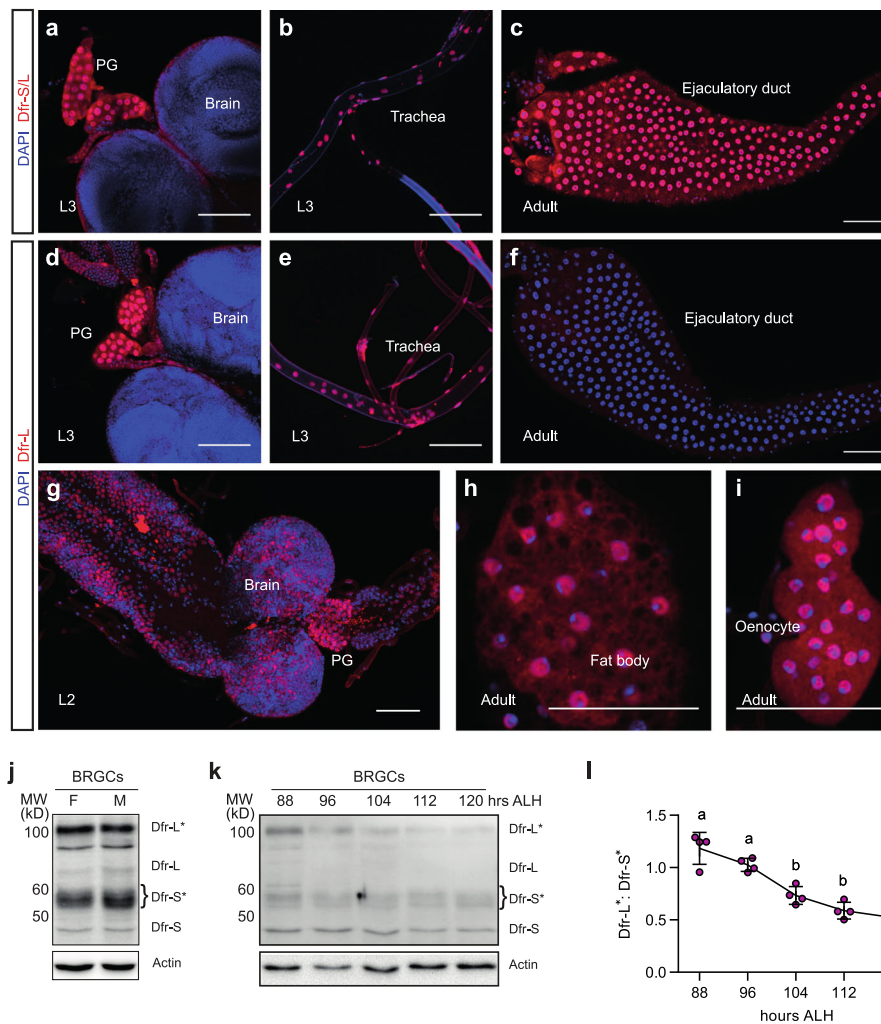 DAPI Dfr-S/L
a
PG
Brain
L3
b
Trachea
L3
c
Ejaculatory duct
Adult
DAPI Dfr-L
d
PG
Brain
L3
e
Trachea
L3
f
Ejaculatory duct
Adult
g
Brain
PG
L2
h
Fat body
Adult
i
Oenocyte
Adult
j
BRGCs
MW
(kD)
F M
100
60
50
Dfr-L*
Dfr-L
Dfr-S*
Dfr-S
Actin
k
BRGCs
MW
(kD)
88 96 104 112 120 hrs ALH
100
60
50
Dfr-L*
Dfr-L
Dfr-S*
Dfr-S
Actin
l
Dfr-L*: Dfr-S*
1.5
1.0
0.5
0.0
a
a
b
b
88 96 104 112
hours ALH